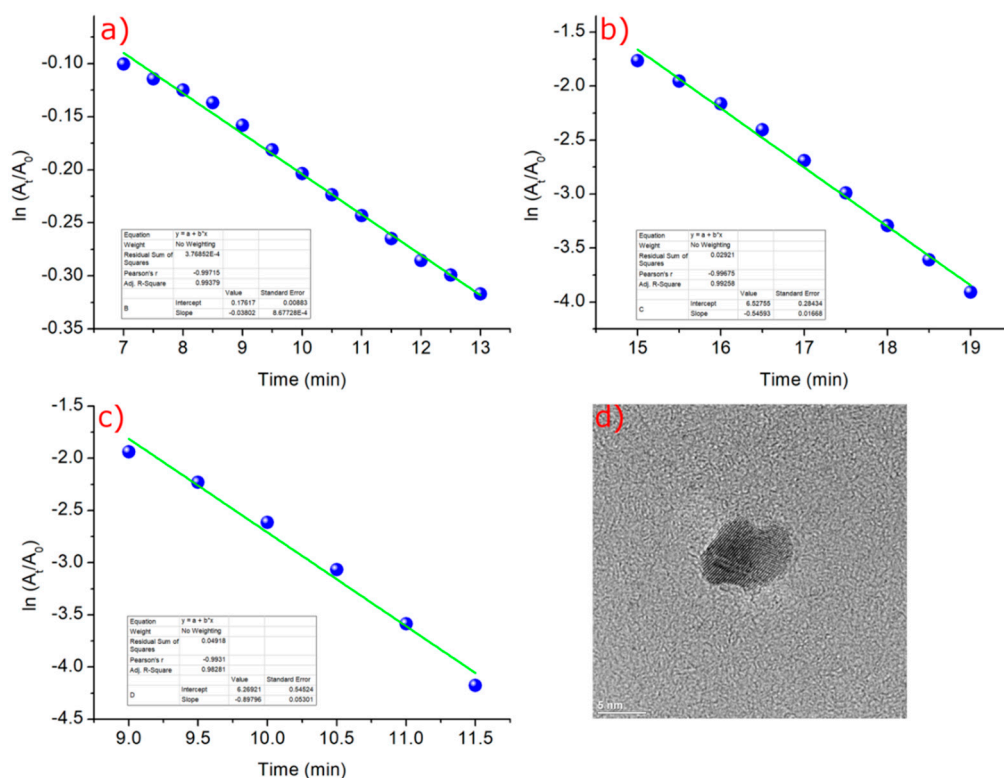 a)
ln (At/A0)
-0.10
-0.15
-0.20
-0.25
-0.30
-0.35
Equation y = a + b*x
Weight No Weighting
Residual Sum of Squares 3.76852E-4
Pearson's r -0.99715
Adj. R-Square 0.99379
Value Standard Error
B Intercept 0.17617 0.00883
Slope -0.03802 8.67728E-4
7 8 9 10 11 12 13
Time (min)
b)
ln (At/A0)
-1.5
-2.0
-2.5
-3.0
-3.5
-4.0
Equation y = a + b*x
Weight No Weighting
Residual Sum of Squares 0.02921
Pearson's r -0.99675
Adj. R-Square 0.99258
Value Standard Error
C Intercept 6.52755 0.28434
Slope -0.54593 0.01668
15 16 17 18 19
Time (min)
c)
ln (At/A0)
-1.5
-2.0
-2.5
-3.0
-3.5
-4.0
-4.5
Equation y = a + b*x
Weight No Weighting
Residual Sum of Squares 0.04918
Pearson's r -0.9931
Adj. R-Square 0.98281
Value Standard Error
D Intercept 6.26921 0.54524
Slope -0.89796 0.05301
9.0 9.5 10.0 10.5 11.0 11.5
Time (min)
d)
5 nm